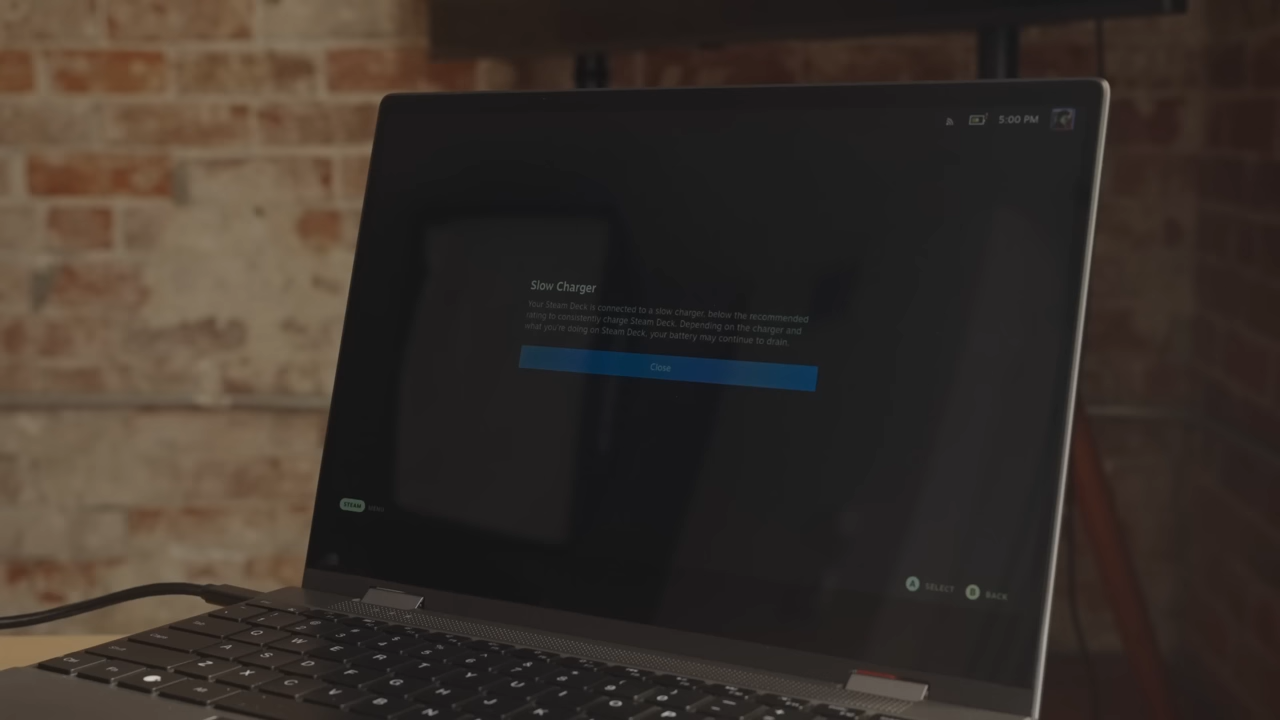 5:00 PM
Slow Charger
Your Steam Deck is connected to a slow charger, below the recommended
rating to consistently charge Steam Deck. Depending on the charger and
what you're doing on Steam Deck, your battery may continue to drain.
Close
STEAM
A SELECT B BACK
Q W E R T Y U I O P
A S D F G H J K L
Z X C V B N M